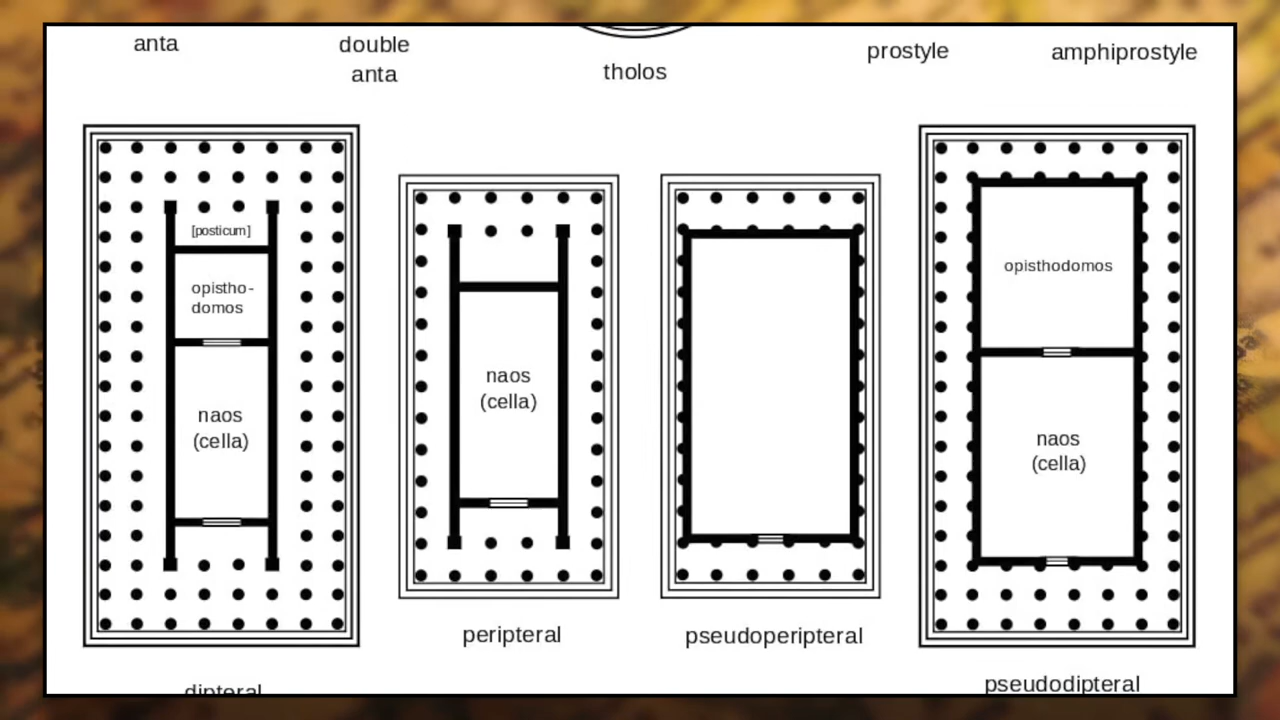 anta
double
anta
tholos
prostyle
amphiprostyle
[posticum]
opistho-
domos
naos
(cella)
naos
(cella)
opisthodomos
naos
(cella)
dipteral
peripteral
pseudoperipteral
pseudodipteral